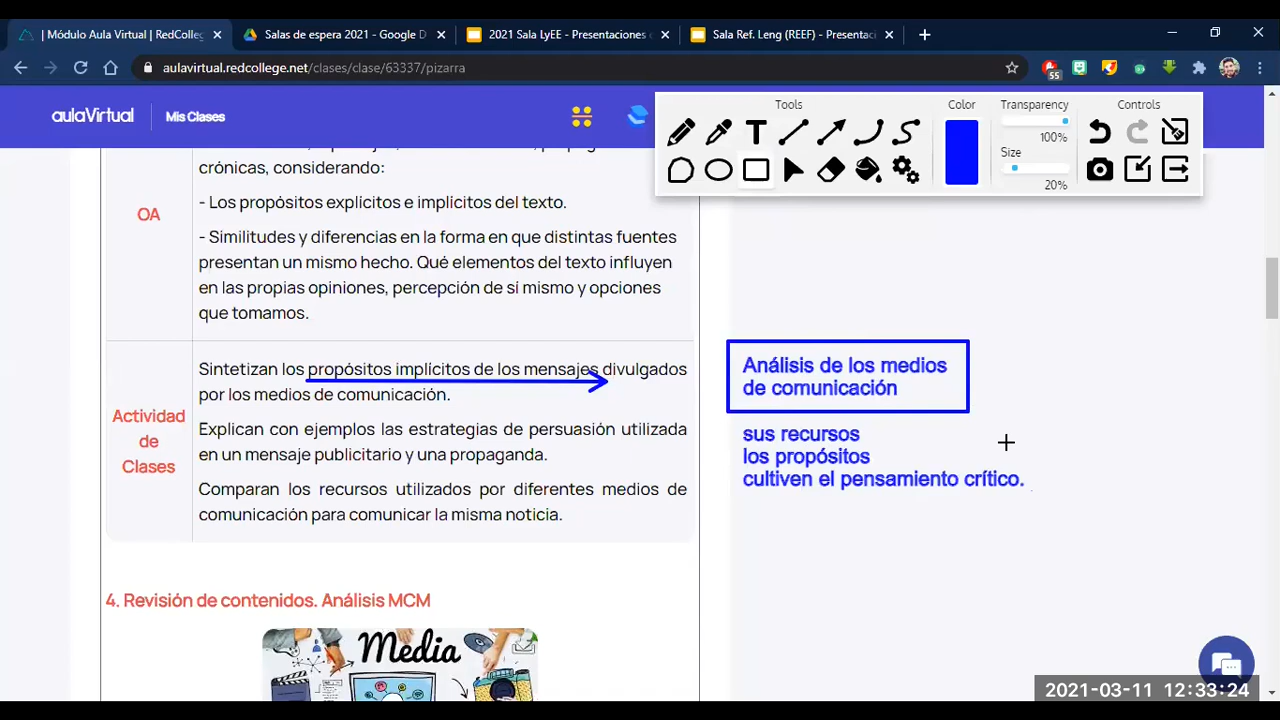 | Módulo Aula Virtual | RedColleg
Salas de espera 2021 - Google D
2021 Sala LyEE - Presentaciones
Sala Ref. Leng (REEF) - Presentaci
aulavirtual.redcollege.net/clases/clase/63337/pizarra
55
aulaVirtual
Mis Clases
Tools
Color
Transparency
100%
Size
20%
Controls
T
crónicas, considerando:
OA
- Los propósitos explícitos e implícitos del texto.
- Similitudes y diferencias en la forma en que distintas fuentes
presentan un mismo hecho. Qué elementos del texto influyen
en las propias opiniones, percepción de sí mismo y opciones
que tomamos.
Actividad
de
Clases
Sintetizan los propósitos implícitos de los mensajes divulgados
por los medios de comunicación.
Explican con ejemplos las estrategias de persuasión utilizada
en un mensaje publicitario y una propaganda.
Comparan los recursos utilizados por diferentes medios de
comunicación para comunicar la misma noticia.
Análisis de los medios
de comunicación
sus recursos
los propósitos
cultiven el pensamiento crítico.
4. Revisión de contenidos. Análisis MCM
Media
2021-03-11 12:33:24